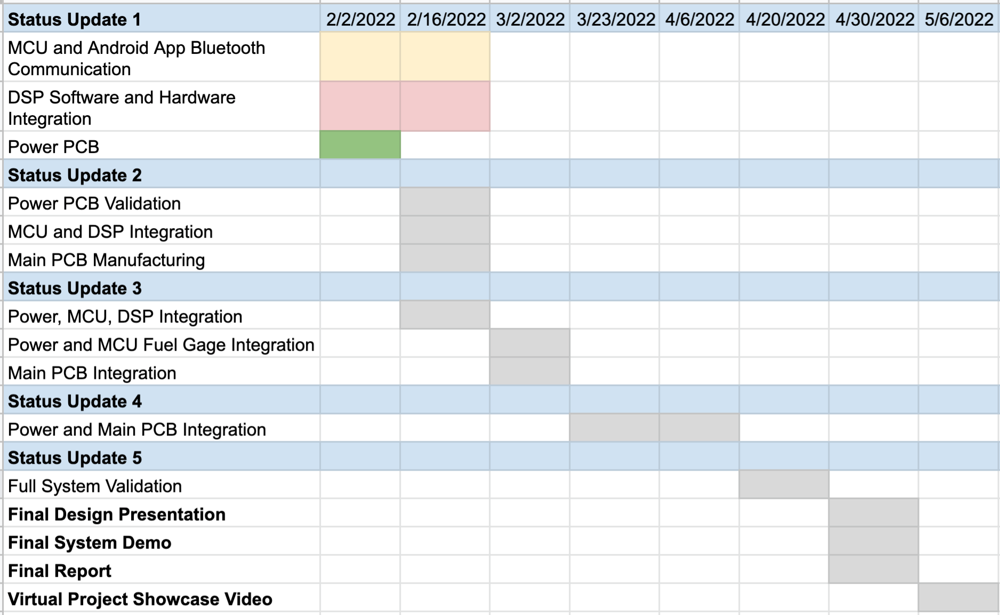 Status Update 1 2/2/2022 2/16/2022 3/2/2022 3/23/2022 4/6/2022 4/20/2022 4/30/2022 5/6/2022
MCU and Android App Bluetooth
Communication
DSP Software and Hardware
Integration
Power PCB
Status Update 2
Power PCB Validation
MCU and DSP Integration
Main PCB Manufacturing
Status Update 3
Power, MCU, DSP Integration
Power and MCU Fuel Gage Integration
Main PCB Integration
Status Update 4
Power and Main PCB Integration
Status Update 5
Full System Validation
Final Design Presentation
Final System Demo
Final Report
Virtual Project Showcase Video